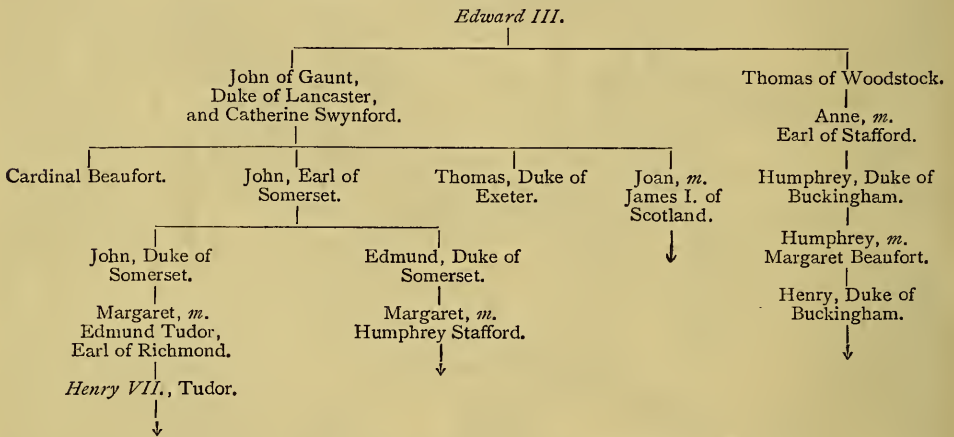 Edward III.
John of Gaunt,
Duke of Lancaster,
and Catherine Swynford.
Thomas of Woodstock.
Anne, m.
Earl of Stafford.
Cardinal Beaufort.
John, Earl of
Somerset.
Thomas, Duke of
Exeter.
Joan, m.
James I. of
Scotland.
Humphrey, Duke of
Buckingham.
John, Duke of
Somerset.
Edmund, Duke of
Somerset.
Humphrey, m.
Margaret Beaufort.
Margaret, m.
Edmund Tudor,
Earl of Richmond.
Margaret, m.
Humphrey Stafford.
Henry, Duke of
Buckingham.
Henry VII., Tudor.